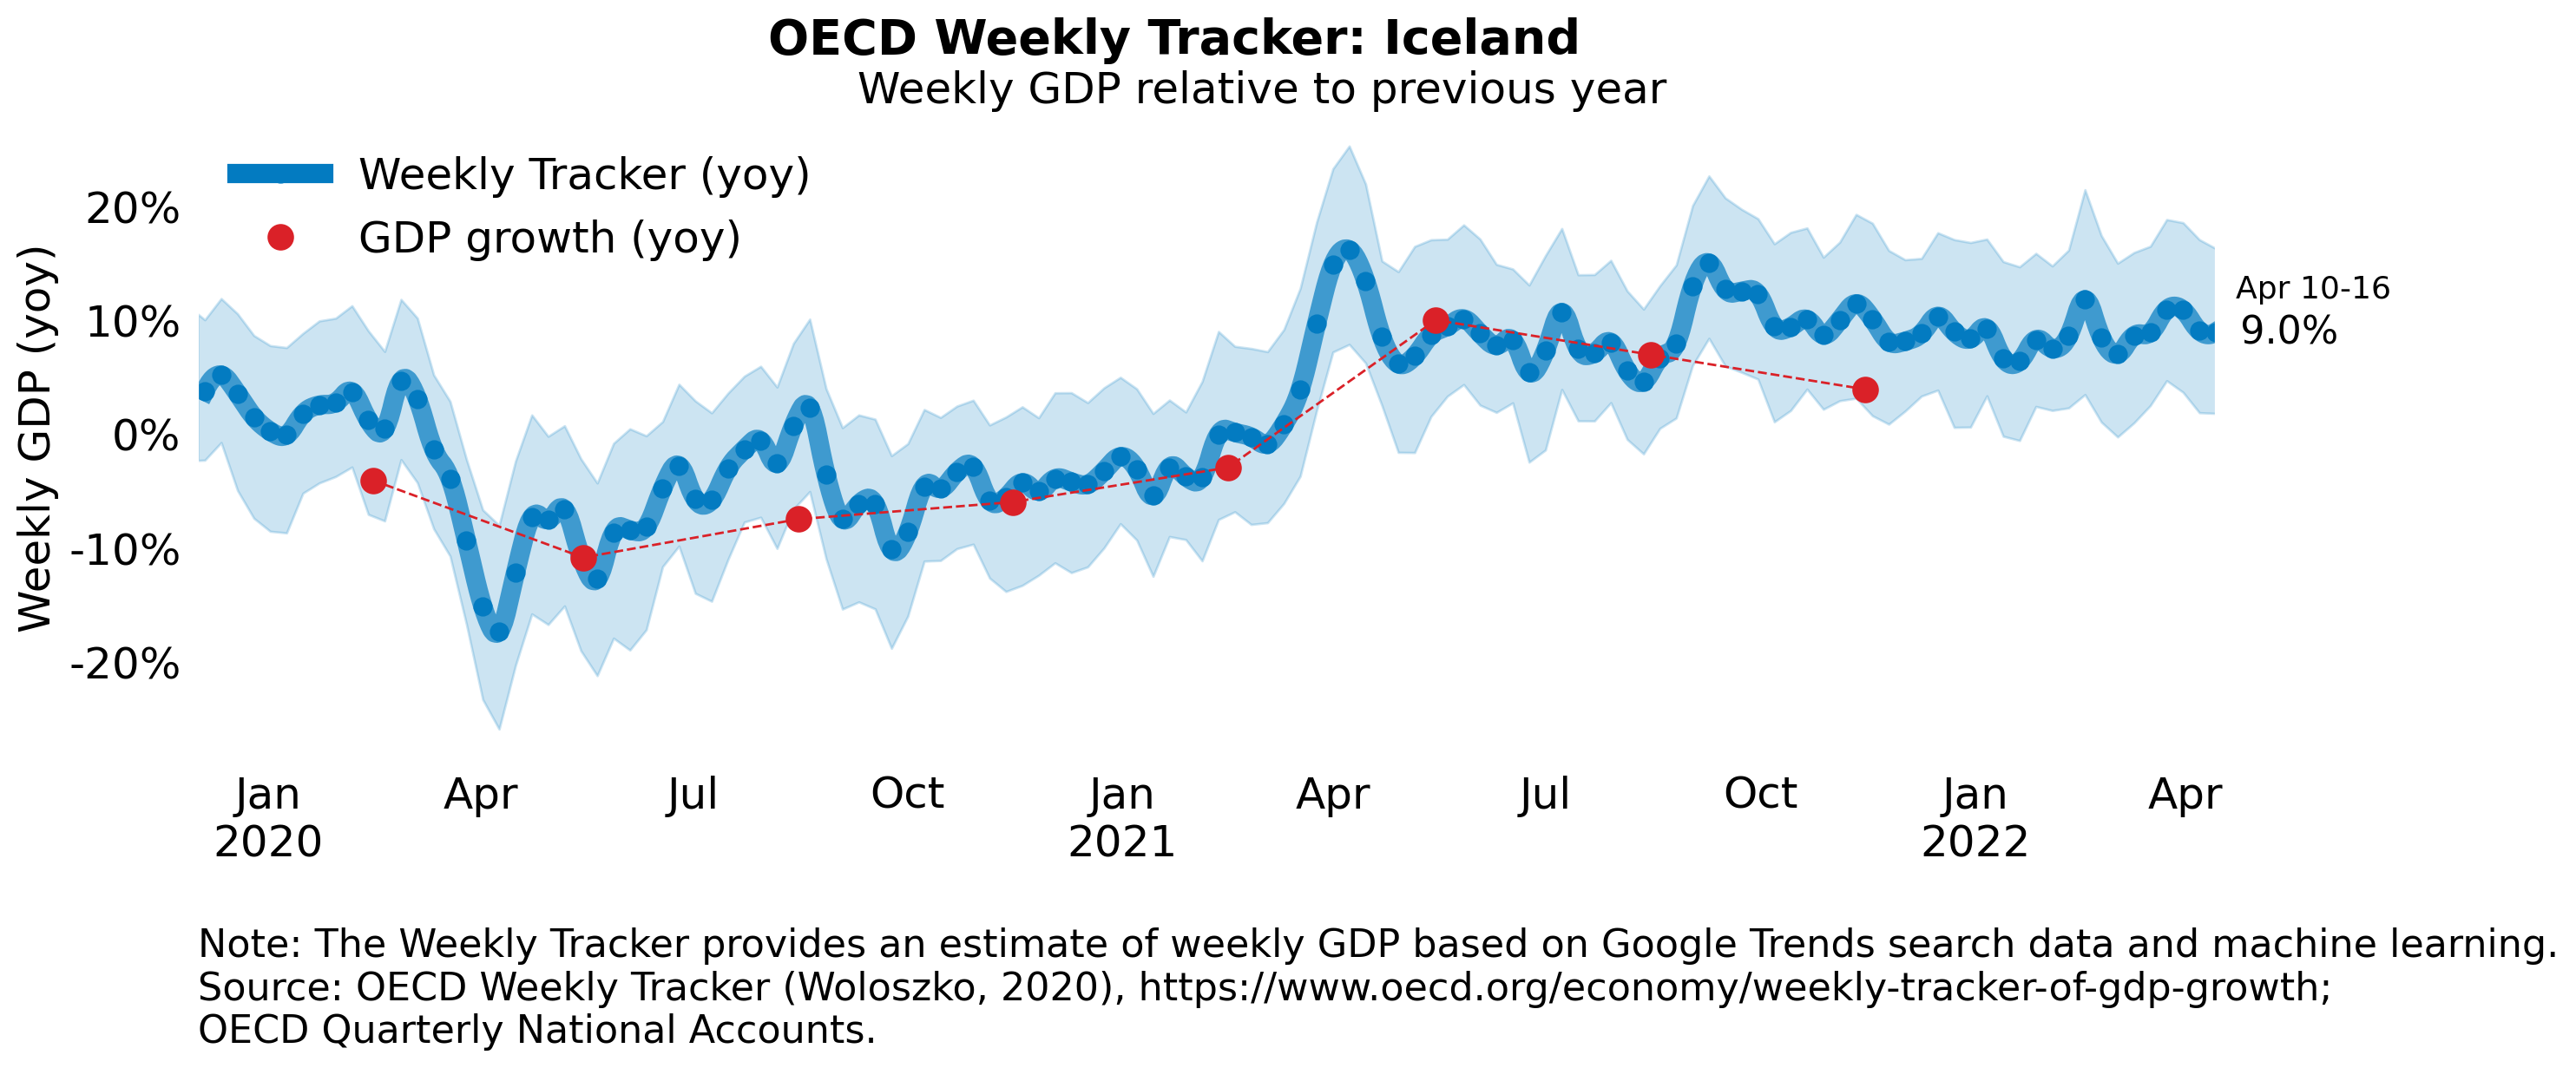 OECD Weekly Tracker: Iceland
Weekly GDP relative to previous year
Weekly Tracker (yoy)
GDP growth (yoy)
Weekly GDP (yoy)
20%
10%
0%
-10%
-20%
Apr 10-16
9.0%
Jan Apr Jul Oct Jan Apr Jul Oct Jan Apr
2020 2021 2022
Note: The Weekly Tracker provides an estimate of weekly GDP based on Google Trends search data and machine learning.
Source: OECD Weekly Tracker (Woloszko, 2020), https://www.oecd.org/economy/weekly-tracker-of-gdp-growth;
OECD Quarterly National Accounts.